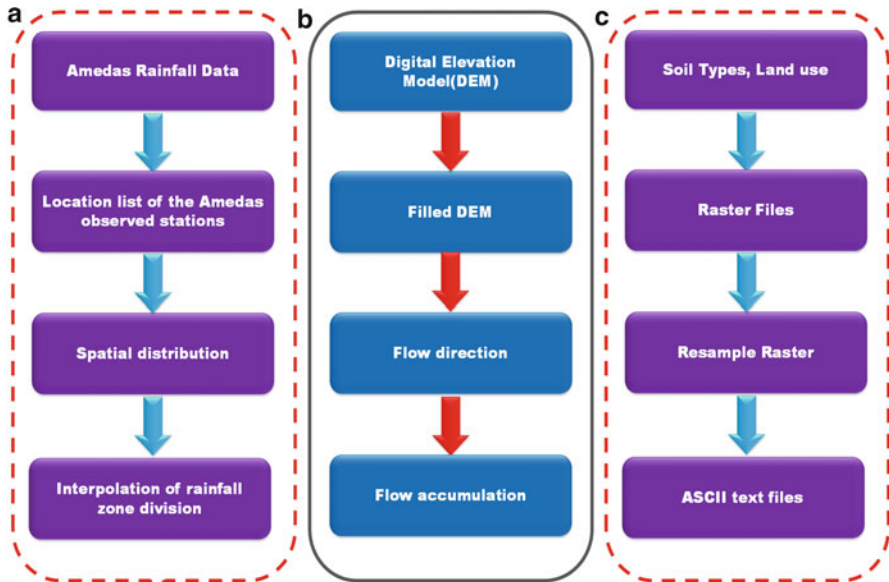 a
Amedas Rainfall Data
Location list of the Amedas
observed stations
Spatial distribution
Interpolation of rainfall
zone division
b
Digital Elevation
Model(DEM)
Filled DEM
Flow direction
Flow accumulation
c
Soil Types, Land use
Raster Files
Resample Raster
ASCII text files